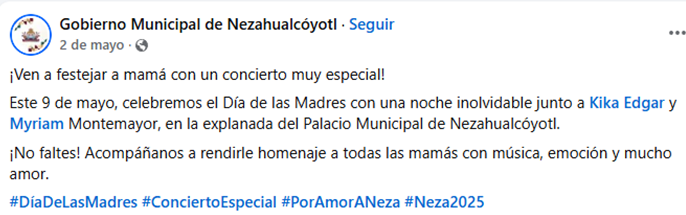 Gobierno Municipal de Nezahualcóyotl · Seguir
2 de mayo ·
¡Ven a festejar a mamá con un concierto muy especial!
Este 9 de mayo, celebremos el Día de las Madres con una noche inolvidable junto a Kika Edgar y
Myriam Montemayor, en la explanada del Palacio Municipal de Nezahualcóyotl.
¡No faltes! Acompáñanos a rendirle homenaje a todas las mamás con música, emoción y mucho
amor.
#DíaDeLasMadres #ConciertoEspecial #PorAmorANeza #Neza2025